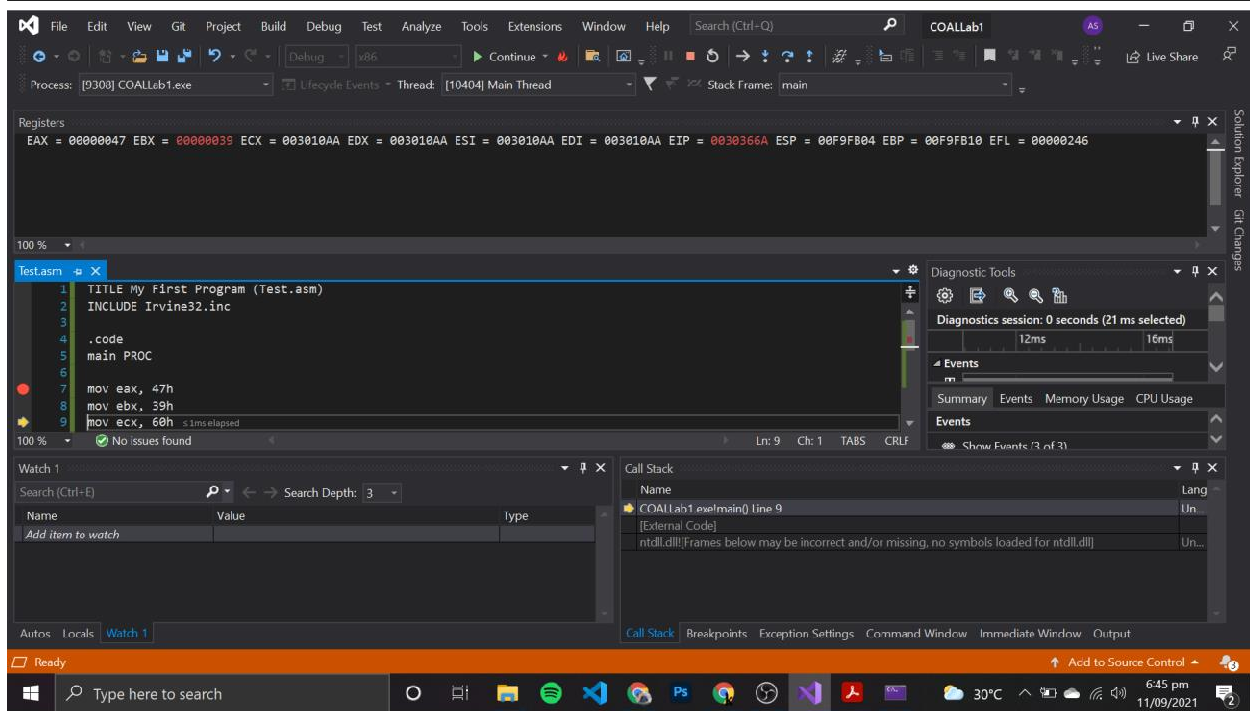 File Edit View Git Project Build Debug Test Analyze Tools Extensions Window Help Search (Ctrl+Q) COALLab1 AS
Debug x86 Continue Live Share
Process: [9308] COALLab1.exe Lifecycle Events Thread: [10404] Main Thread Stack Frame: main
Registers
EAX = 00000047 EBX = 00000039 ECX = 003010AA EDX = 003010AA ESI = 003010AA EDI = 003010AA EIP = 0030366A ESP = 00F9FB04 EBP = 00F9FB10 EFL = 00000246
100 %
Solution Explorer
Git Changes
Test.asm
1 TITLE My First Program (Test.asm)
2 INCLUDE Irvine32.inc
3
4 .code
5 main PROC
6
7 mov eax, 47h
8 mov ebx, 39h
9 mov ecx, 60h ≤ 1ms elapsed
100 % No issues found Ln: 9 Ch: 1 TABS CRLF
Diagnostic Tools
Diagnostics session: 0 seconds (21 ms selected)
12ms 16ms
Events
Summary Events Memory Usage CPU Usage
Events
Show Events (3 of 3)
Watch 1
Search (Ctrl+E) Search Depth: 3
Name Value Type
Add item to watch
Autos Locals Watch 1
Call Stack
Name Lang
COALLab1.exe!main() Line 9 Un...
[External Code]
ntdll.dll![Frames below may be incorrect and/or missing, no symbols loaded for ntdll.dll] Un...
Call Stack Breakpoints Exception Settings Command Window Immediate Window Output
Ready Add to Source Control 3
Type here to search Ps 30°C 6:45 pm
11/09/2021 2